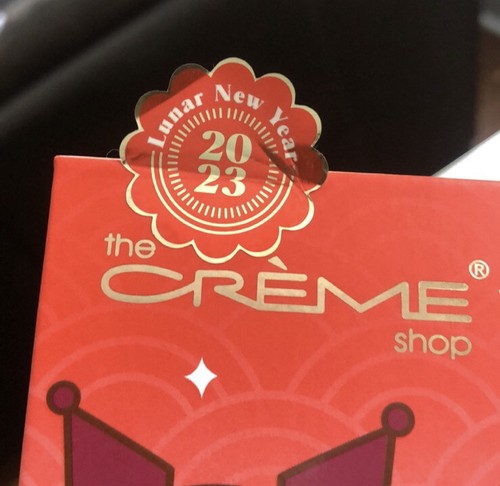 Lunar New Year
20
23
the
CRÈME®
shop